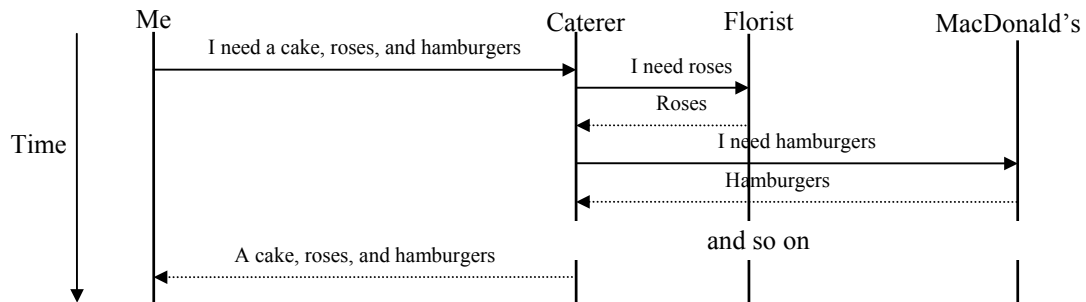 Me
Caterer
Florist
MacDonald's
I need a cake, roses, and hamburgers
I need roses
Roses
Time
I need hamburgers
Hamburgers
and so on
A cake, roses, and hamburgers